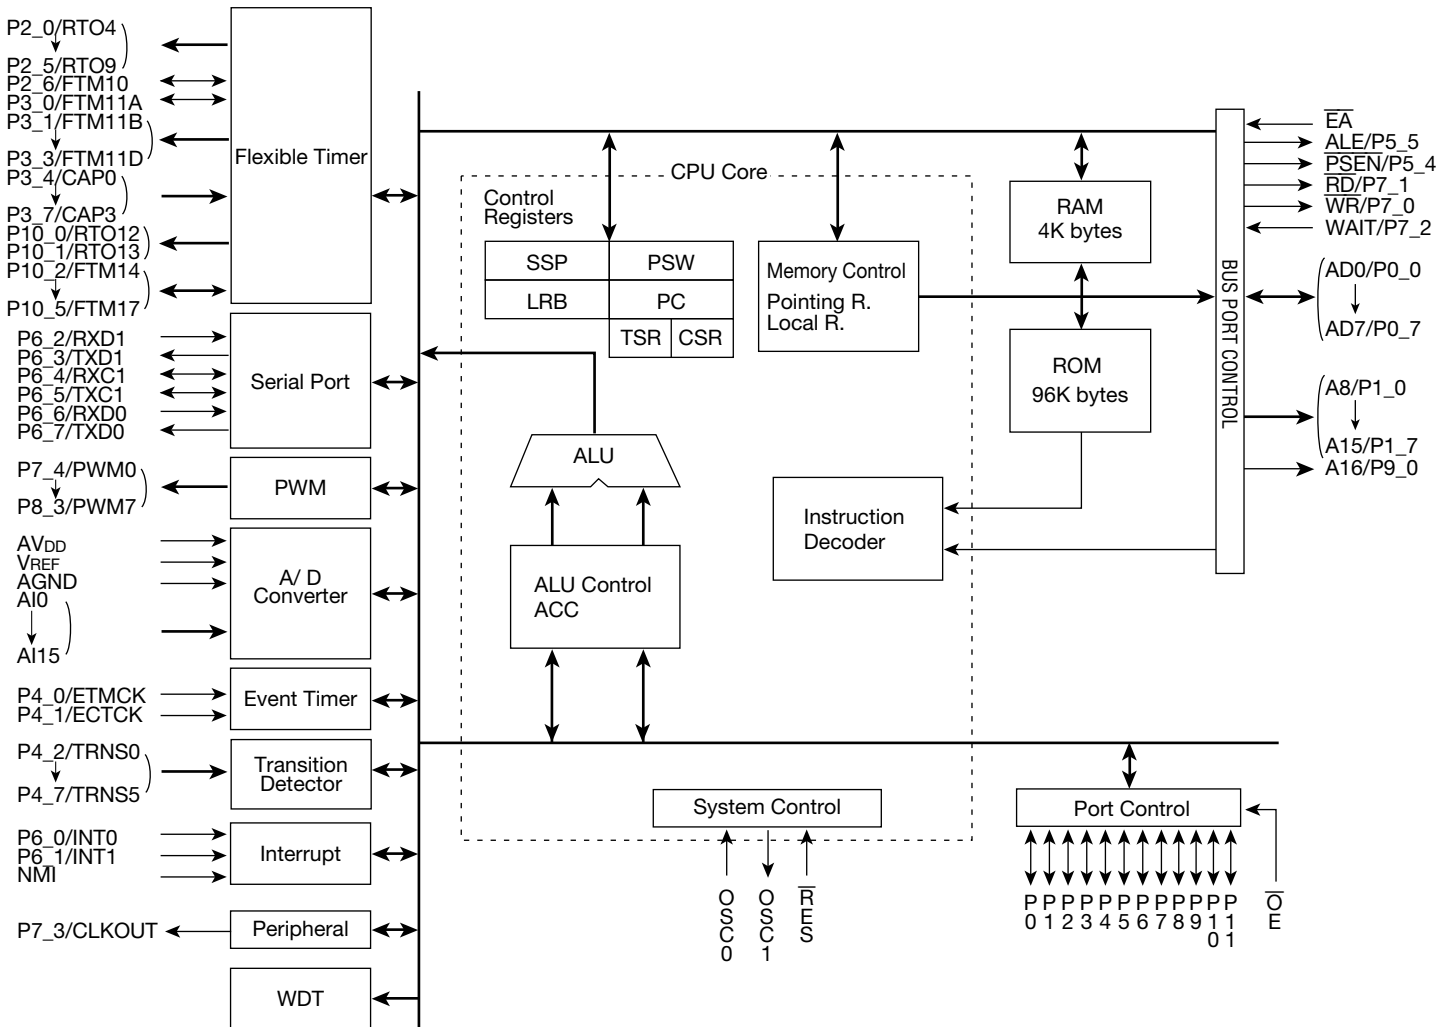 P2_0/RTO4
P2_5/RTO9
P2_6/FTM10
P3_0/FTM11A
P3_1/FTM11B
P3_3/FTM11D
P3_4/CAP0
P3_7/CAP3
P10_0/RTO12
P10_1/RTO13
P10_2/FTM14
P10_5/FTM17
Flexible Timer
P6_2/RXD1
P6_3/TXD1
P6_4/RXC1
P6_5/TXC1
P6_6/RXD0
P6_7/TXD0
Serial Port
P7_4/PWM0
P8_3/PWM7
PWM
AVDD
VREF
AGND
AI0
AI15
A/ D
Converter
P4_0/ETMCK
P4_1/ECTCK
Event Timer
P4_2/TRNS0
P4_7/TRNS5
Transition
Detector
P6_0/INT0
P6_1/INT1
NMI
Interrupt
P7_3/CLKOUT
Peripheral
WDT
CPU Core
Control
Registers
SSP
PSW
LRB
PC
TSR
CSR
Memory Control
Pointing R.
Local R.
RAM
4K bytes
ROM
96K bytes
ALU
ALU Control
ACC
Instruction
Decoder
System Control
OSC0
OSC1
R̅E̅S̅
Port Control
P0
P1
P2
P3
P4
P5
P6
P7
P8
P9
P10
P11
O̅E̅
BUS PORT CONTROL
E̅A̅
ALE/P5_5
P̅S̅E̅N̅/P5_4
R̅D̅/P7_1
W̅R̅/P7_0
WAIT/P7_2
AD0/P0_0
AD7/P0_7
A8/P1_0
A15/P1_7
A16/P9_0